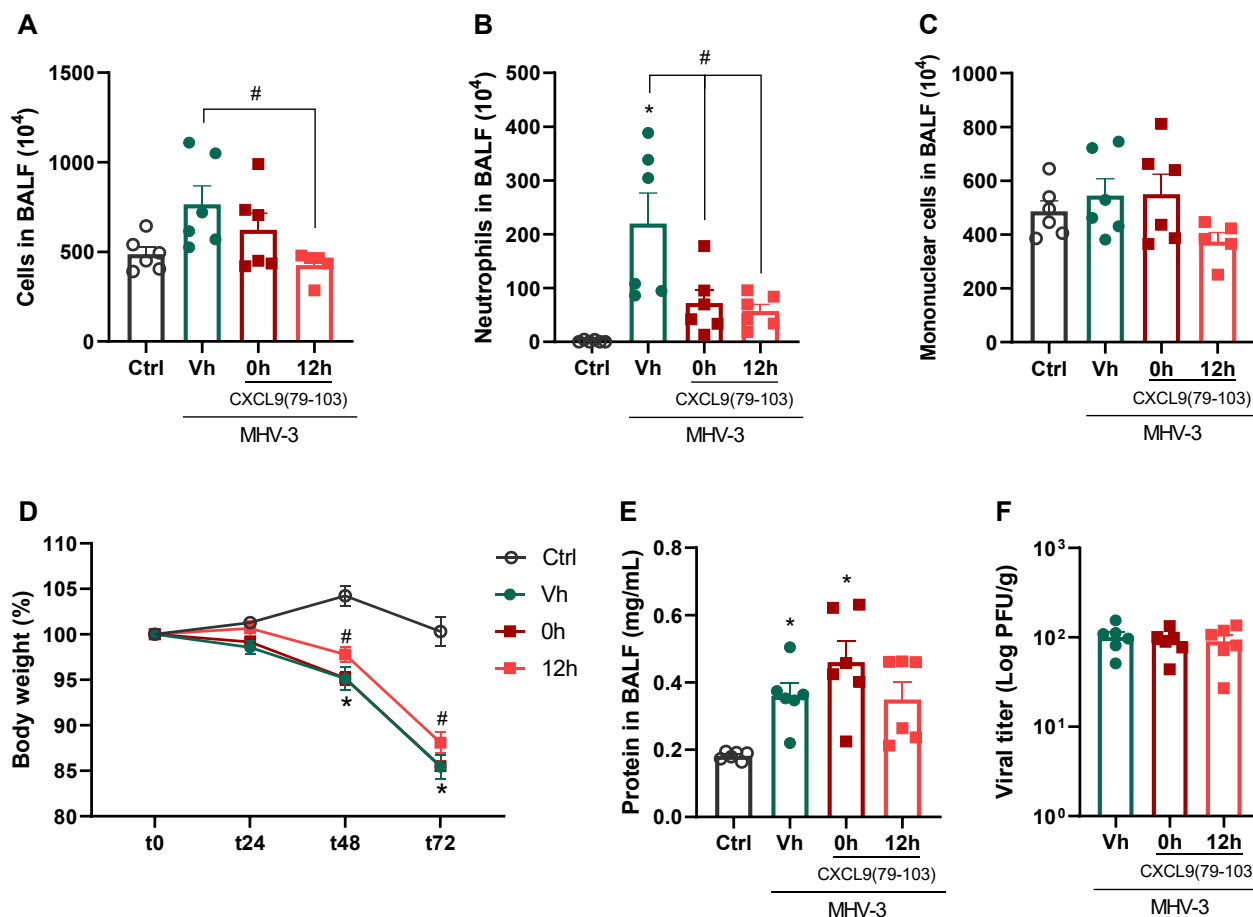 A
Cells in BALF (10⁴)
1500
1000
500
0
#
Ctrl Vh 0h 12h
CXCL9(79-103)
MHV-3
B
Neutrophils in BALF (10⁴)
500
400
300
200
100
0
#
*
Ctrl Vh 0h 12h
CXCL9(79-103)
MHV-3
C
Mononuclear cells in BALF (10⁴)
1000
800
600
400
200
0
Ctrl Vh 0h 12h
CXCL9(79-103)
MHV-3
D
Body weight (%)
110
105
100
95
90
85
80
#
*
#
*
t0 t24 t48 t72
Ctrl
Vh
0h
12h
E
Protein in BALF (mg/mL)
0.8
0.6
0.4
0.2
0.0
*
*
Ctrl Vh 0h 12h
CXCL9(79-103)
MHV-3
F
Viral titer (Log PFU/g)
10³
10²
10¹
10⁰
Vh 0h 12h
CXCL9(79-103
MHV-3